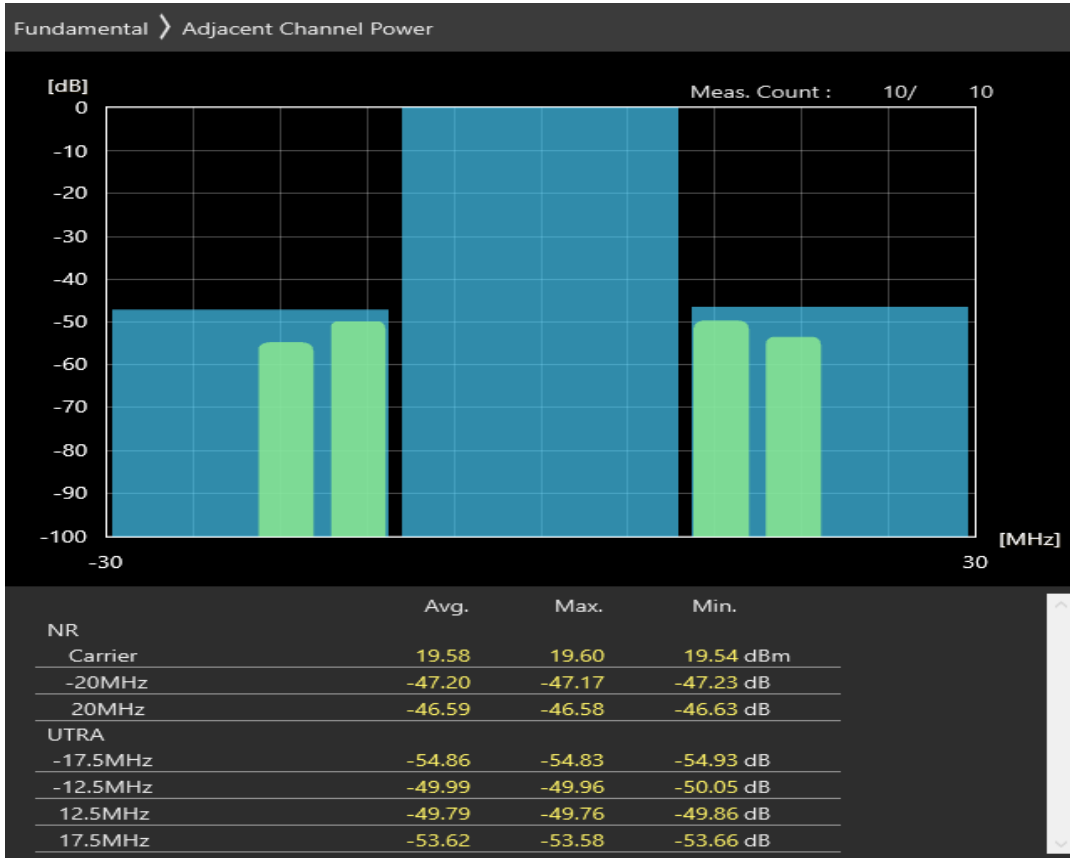 Fundamental ❭ Adjacent Channel Power
[dB]
Meas. Count : 10/ 10
0
-10
-20
-30
-40
-50
-60
-70
-80
-90
-100
[MHz]
-30 30
Avg. Max. Min.
NR
Carrier 19.58 19.60 19.54 dBm
-20MHz -47.20 -47.17 -47.23 dB
20MHz -46.59 -46.58 -46.63 dB
UTRA
-17.5MHz -54.86 -54.83 -54.93 dB
-12.5MHz -49.99 -49.96 -50.05 dB
12.5MHz -49.79 -49.76 -49.86 dB
17.5MHz -53.62 -53.58 -53.66 dB